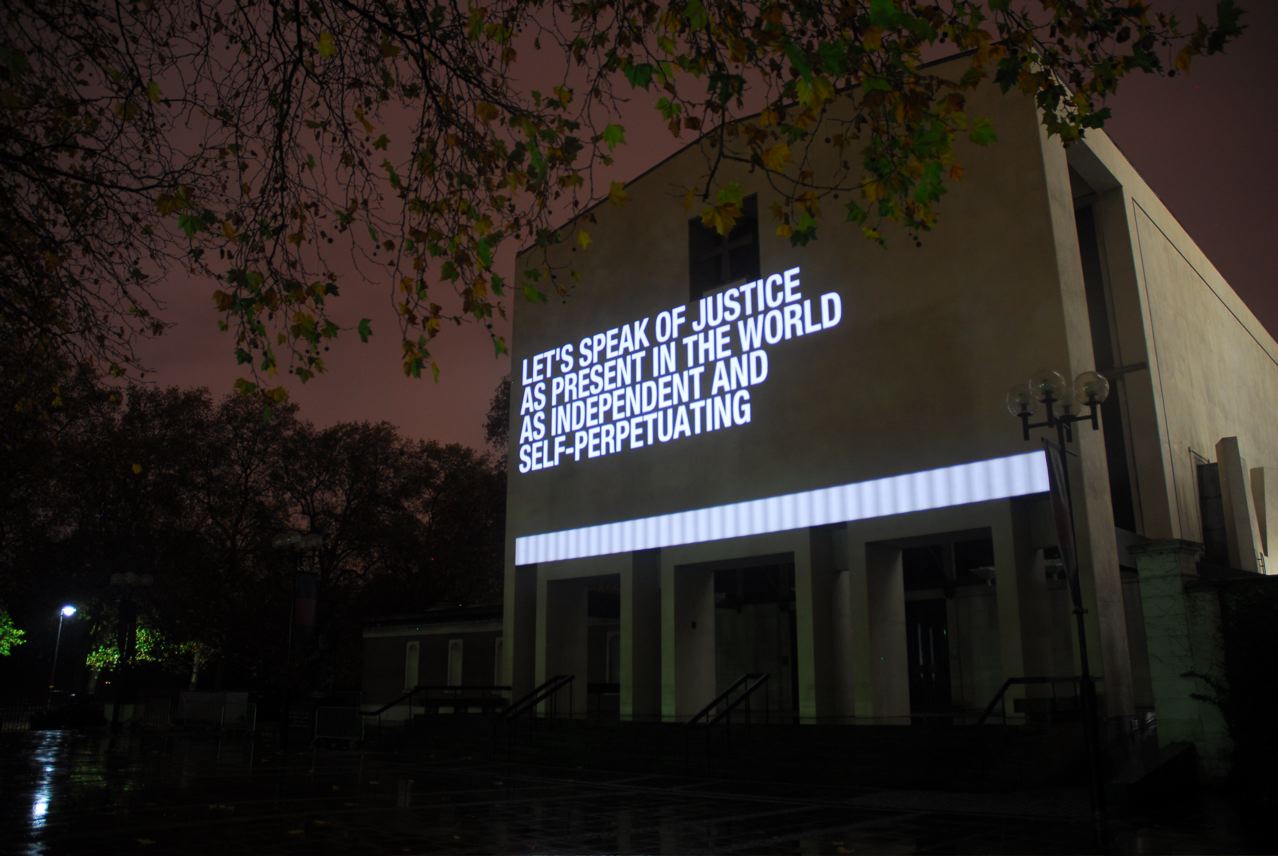 LET'S SPEAK OF JUSTICE
AS PRESENT IN THE WORLD
AS INDEPENDENT AND
SELF-PERPETUATING